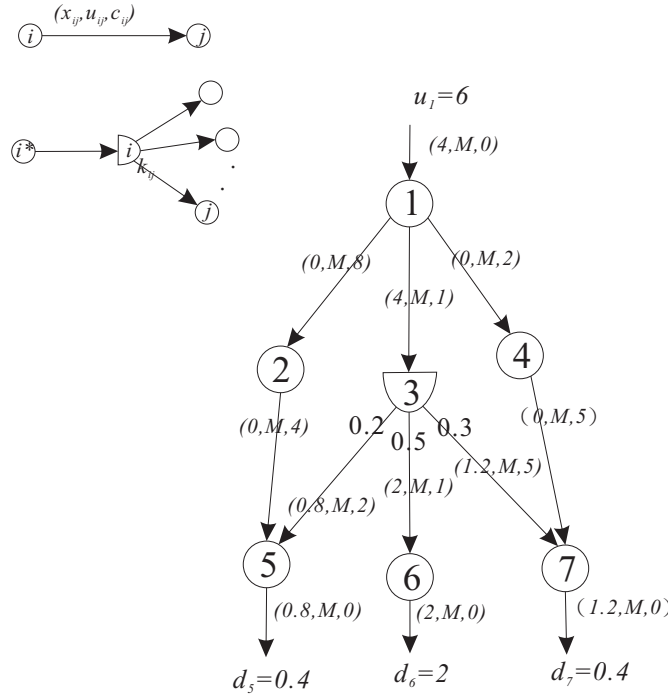 (x_ij, u_ij, c_ij)
i j
i* i
k_ij
j
u_1=6
(4,M,0)
1
(0,M,8) (4,M,1) (0,M,2)
2 3 4
0.2 0.5 0.3
(0,M,4) (0,M,5)
(0.8,M,2) (2,M,1) (1.2,M,5)
5 6 7
(0.8,M,0) (2,M,0) (1.2,M,0)
d_5=0.4 d_6=2 d_7=0.4